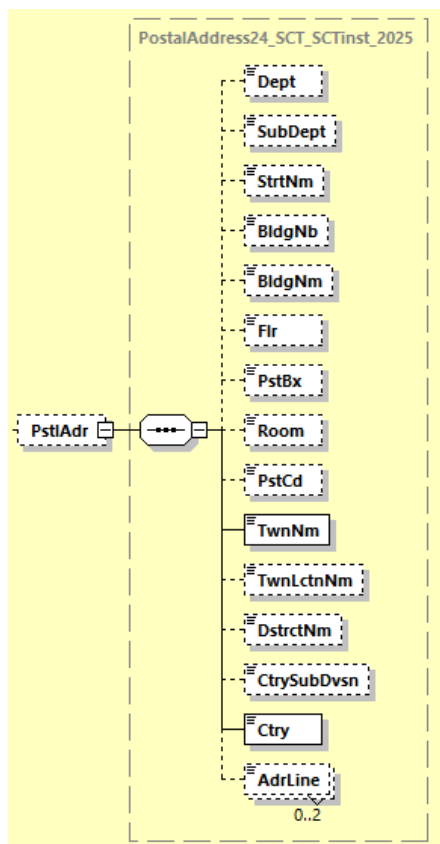 PostalAddress24_SCT_SCTinst_2025
Dept
SubDept
StrtNm
BldgNb
BldgNm
Flr
PstBx
PstlAdr
Room
PstCd
TwnNm
TwnLctnNm
DstrctNm
CtrySubDvsn
Ctry
AdrLine
0..2